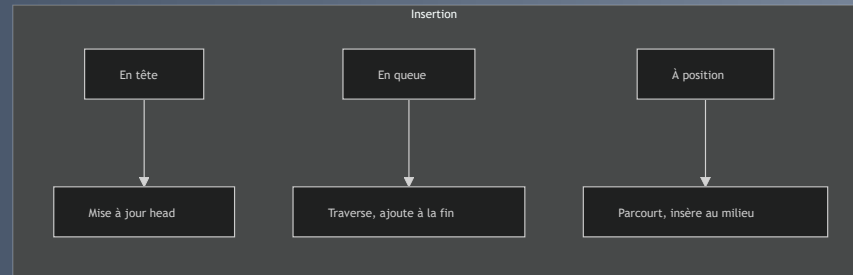 Insertion
En tête
En queue
À position
Mise à jour head
Traverse, ajoute à la fin
Parcourt, insère au milieu